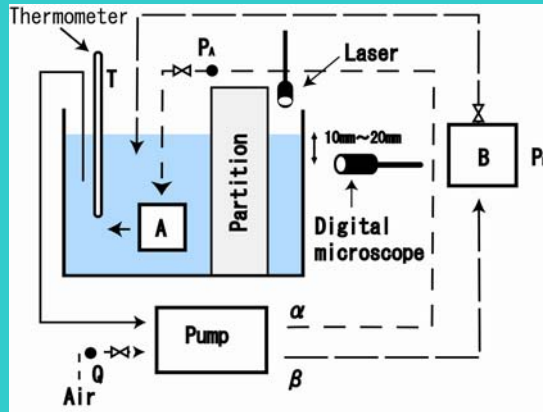 Thermometer
T
PA
Laser
10mm～20mm
B
P
Partition
A
Digital
microscope
Pump
α
β
Q
Air